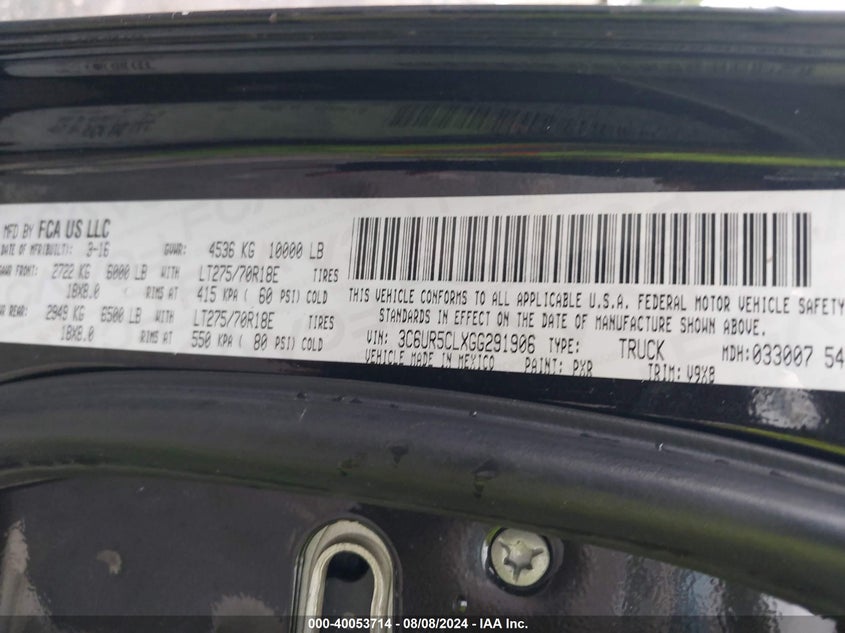 MFD BY FCA US LLC
DATE OF MFR(BUILT): 3-16 GVWR: 4536 KG 10000 LB
GAWR FRONT: 2722 KG 6000 LB WITH LT275/70R18E TIRES
18X8.0 RIMS AT 415 KPA ( 60 PSI) COLD
REAR: 2949 KG 6500 LB WITH LT275/70R18E TIRES
18X8.0 RIMS AT 550 KPA ( 80 PSI) COLD
THIS VEHICLE CONFORMS TO ALL APPLICABLE U.S.A. FEDERAL MOTOR VEHICLE SAFETY
STANDARDS IN EFFECT ON THE DATE OF MANUFACTURE SHOWN ABOVE.
VIN: 3C6UR5CLXGG291906 TYPE: TRUCK MDH:033007 54
VEHICLE MADE IN MEXICO PAINT: PXR TRIM: V9X8
000-40053714 - 08/08/2024 - IAA Inc.